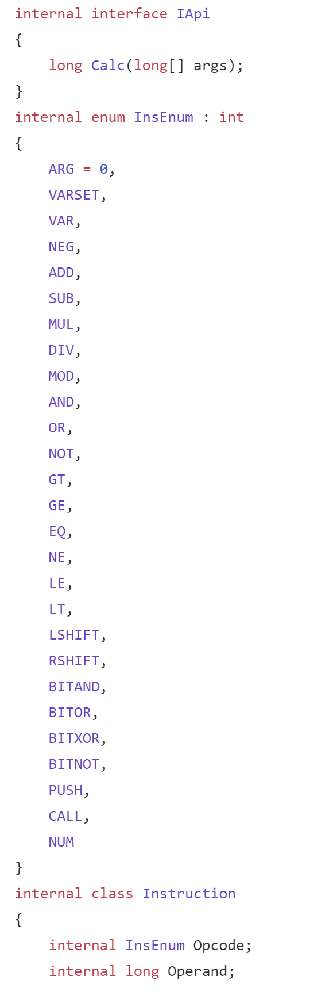 internal interface IApi
{
    long Calc(long[] args);
}
internal enum InsEnum : int
{
    ARG = 0,
    VARSET,
    VAR,
    NEG,
    ADD,
    SUB,
    MUL,
    DIV,
    MOD,
    AND,
    OR,
    NOT,
    GT,
    GE,
    EQ,
    NE,
    LE,
    LT,
    LSHIFT,
    RSHIFT,
    BITAND,
    BITOR,
    BITXOR,
    BITNOT,
    PUSH,
    CALL,
    NUM
}
internal class Instruction
{
    internal InsEnum Opcode;
    internal long Operand;